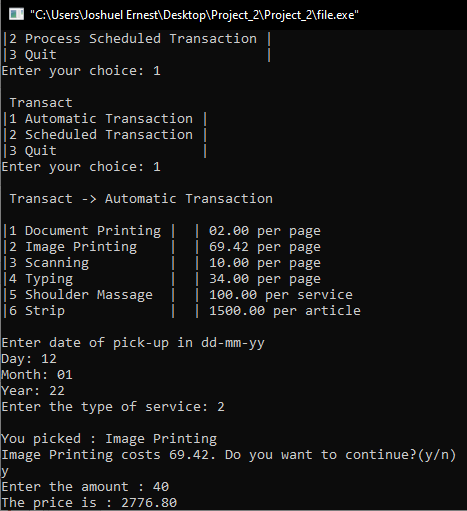 "C:\Users\Joshuel Ernest\Desktop\Project_2\Project_2\file.exe"
|2 Process Scheduled Transaction |
|3 Quit                          |
Enter your choice: 1

 Transact
|1 Automatic Transaction |
|2 Scheduled Transaction |
|3 Quit                  |
Enter your choice: 1

 Transact -> Automatic Transaction

|1 Document Printing |  | 02.00 per page
|2 Image Printing    |  | 69.42 per page
|3 Scanning          |  | 10.00 per page
|4 Typing            |  | 34.00 per page
|5 Shoulder Massage  |  | 100.00 per service
|6 Strip             |  | 1500.00 per article

Enter date of pick-up in dd-mm-yy
Day: 12
Month: 01
Year: 22
Enter the type of service: 2

You picked : Image Printing
Image Printing costs 69.42. Do you want to continue?(y/n)
y
Enter the amount : 40
The price is : 2776.80